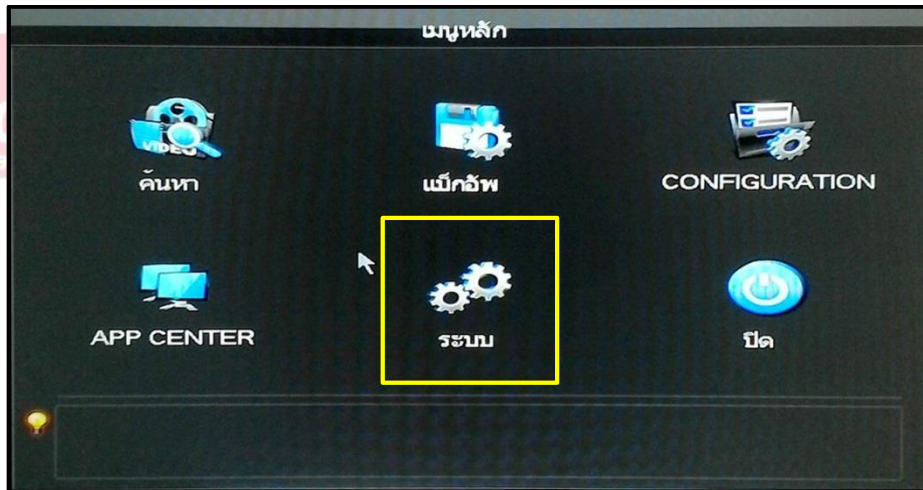 เมนูหลัก
VIDEO
ค้นหา
แบ็กอัพ
CONFIGURATION
APP CENTER
ระบบ
ปิด